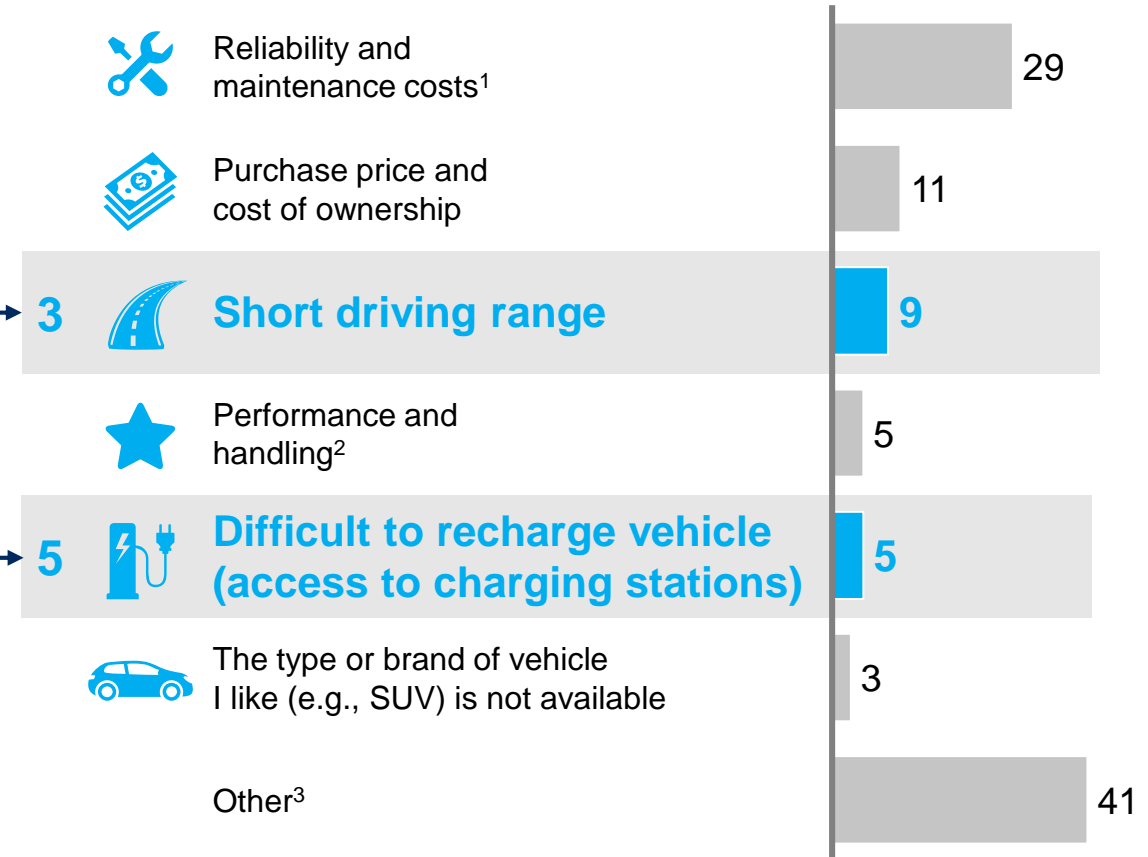 Reliability and
maintenance costs¹
29
Purchase price and
cost of ownership
11
3
Short driving range
9
Performance and
handling²
5
5
Difficult to recharge vehicle
(access to charging stations)
5
The type or brand of vehicle
I like (e.g., SUV) is not available
3
Other³
41